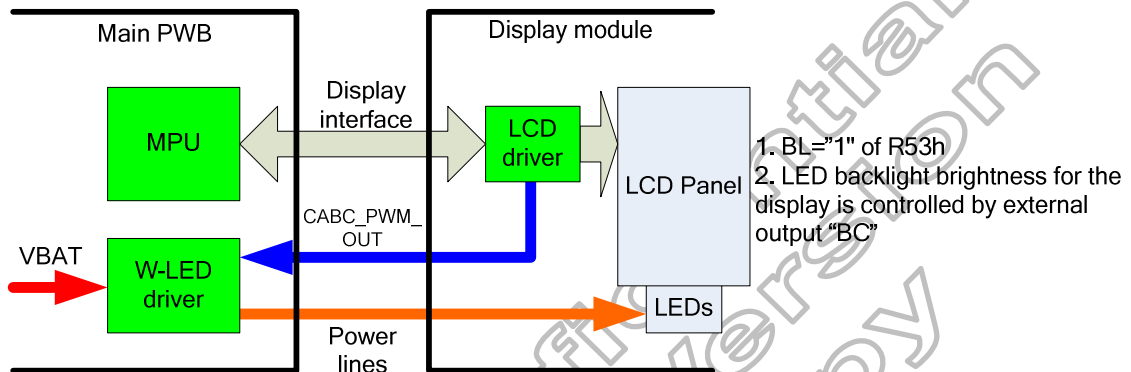 Main PWB
Display module
Display
interface
MPU
LCD
driver
LCD Panel
1. BL="1" of R53h
2. LED backlight brightness for the
display is controlled by external
output "BC"
CABC_PWM_
OUT
VBAT
W-LED
driver
LEDs
Power
lines